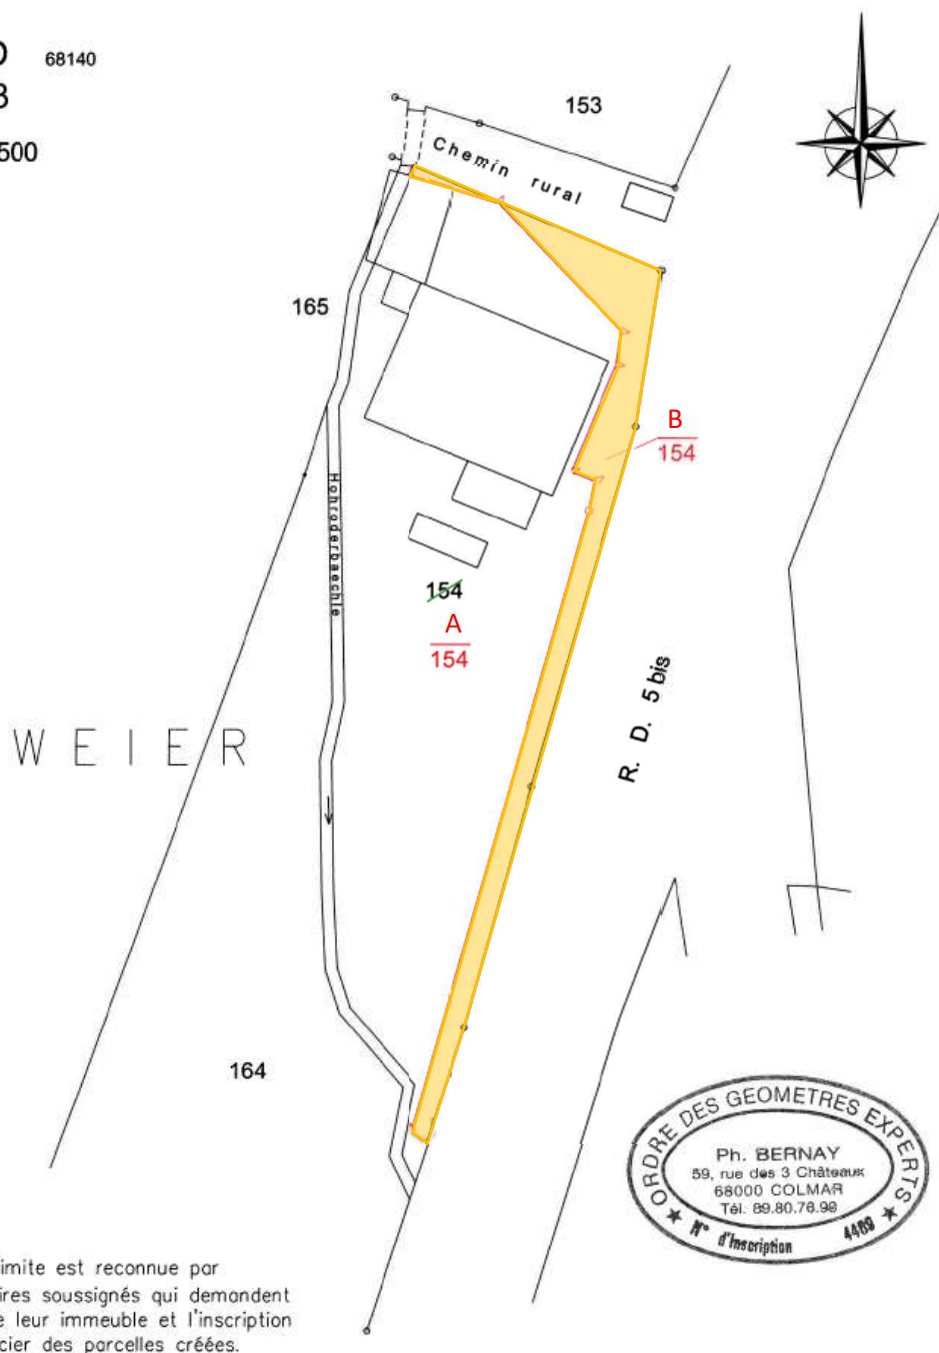 68140
500
153
Chemin rural
165
B
154
Hohroderbaechle
154
A
154
R. D. 5 bis
WEIER
164
ORDRE DES GEOMETRES EXPERTS
Ph. BERNAY
59, rue des 3 Châteaux
68000 COLMAR
Tél. 89.80.76.98
N° d'Inscription 4469
imite est reconnue par
ires soussignés qui demandent
e leur immeuble et l'inscription
cier des parcelles créées.